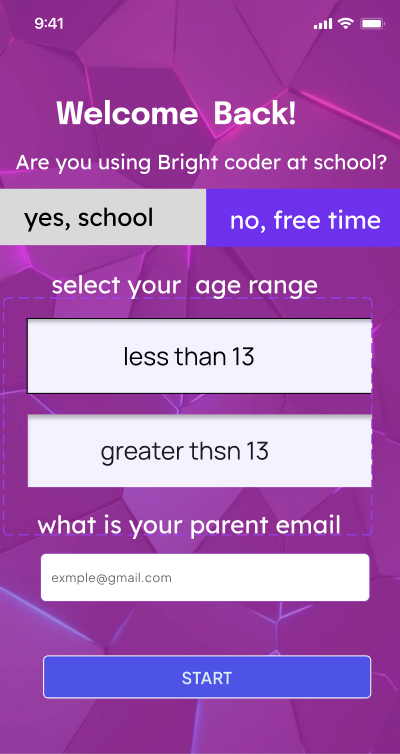 9:41
Welcome Back!
Are you using Bright coder at school?
yes, school
no, free time
select your age range
less than 13
greater thsn 13
what is your parent email
exmple@gmail.com
START